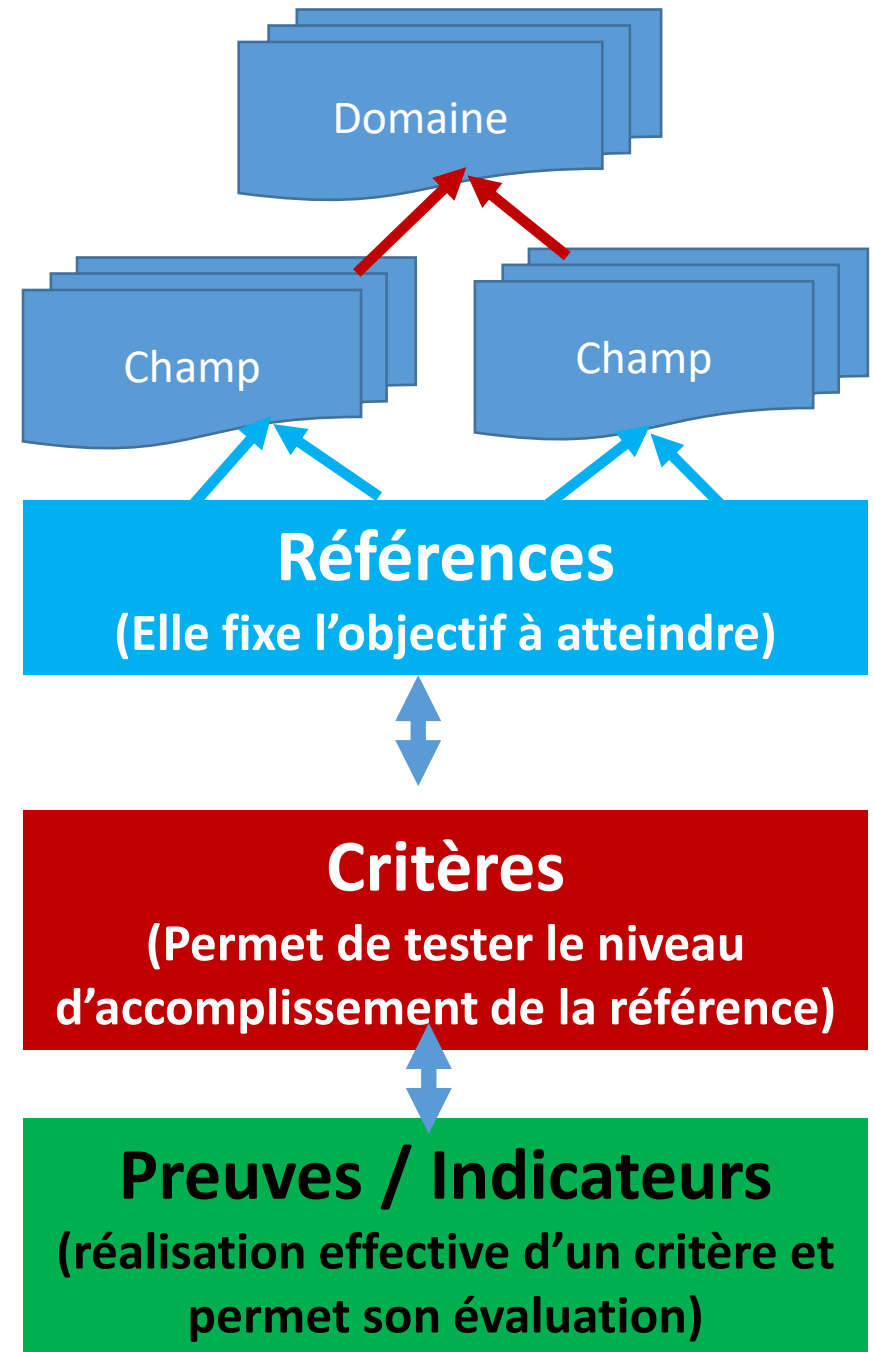 Domaine
Champ
Champ
Références
(Elle fixe l’objectif à atteindre)
Critères
(Permet de tester le niveau
d’accomplissement de la référence)
Preuves / Indicateurs
(réalisation effective d’un critère et
permet son évaluation)